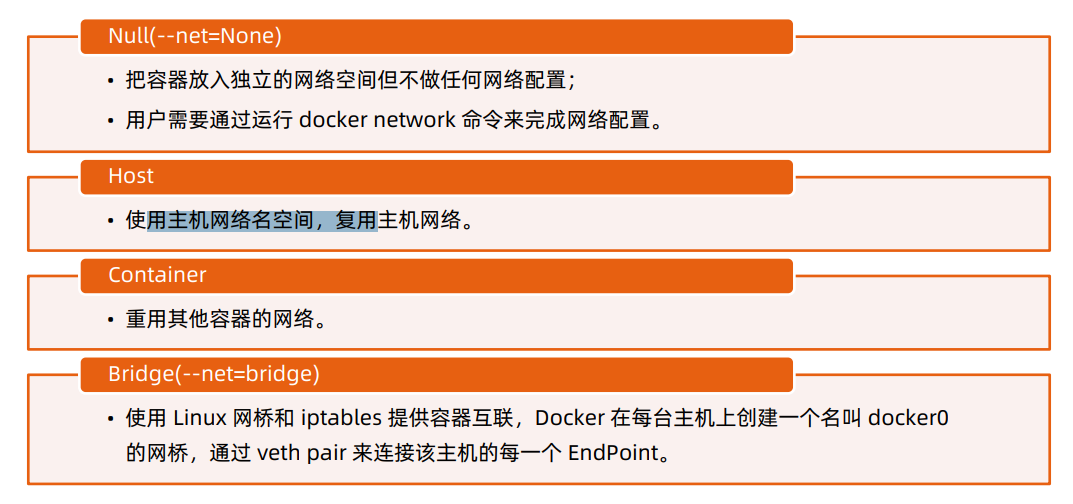 Null(--net=None)
• 把容器放入独立的网络空间但不做任何网络配置；
• 用户需要通过运行 docker network 命令来完成网络配置。
Host
• 使用主机网络名空间，复用主机网络。
Container
• 重用其他容器的网络。
Bridge(--net=bridge)
• 使用 Linux 网桥和 iptables 提供容器互联，Docker 在每台主机上创建一个名叫 docker0
的网桥，通过 veth pair 来连接该主机的每一个 EndPoint。